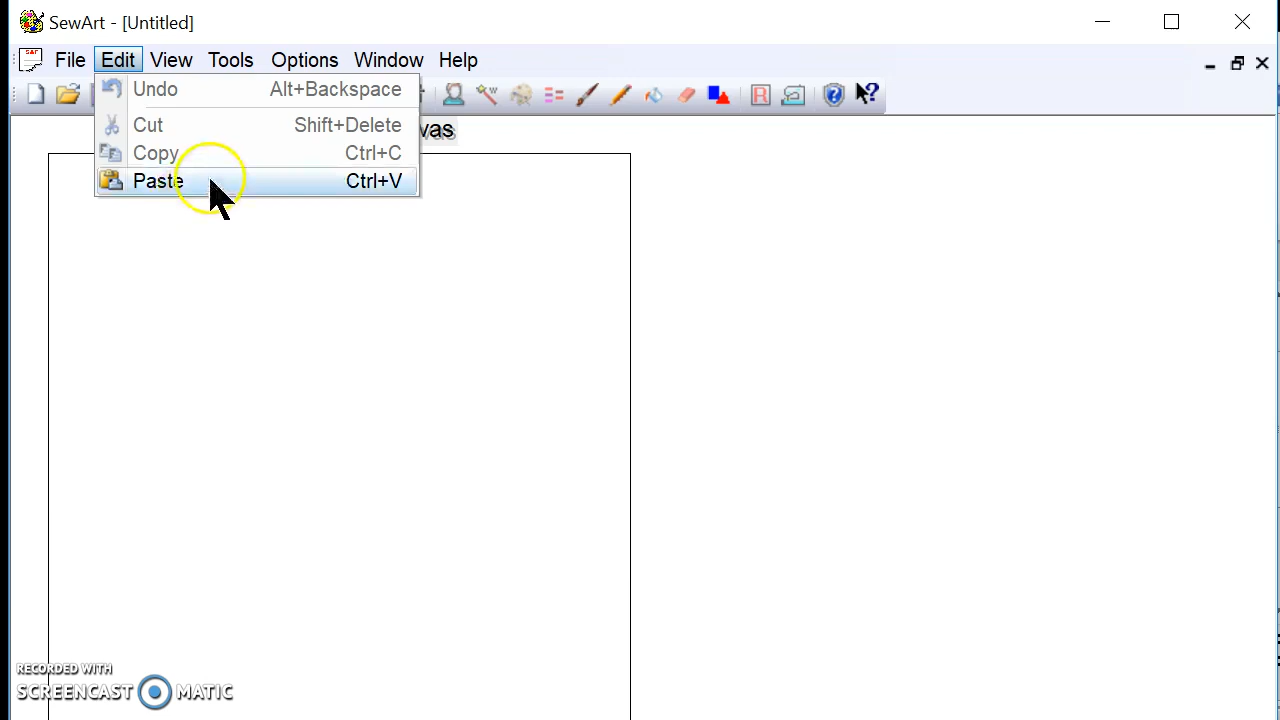 SewArt - [Untitled]
File Edit View Tools Options Window Help
Undo Alt+Backspace
Cut Shift+Delete
Copy Ctrl+C
Paste Ctrl+V
vas
RECORDED WITH
SCREENCAST MATIC